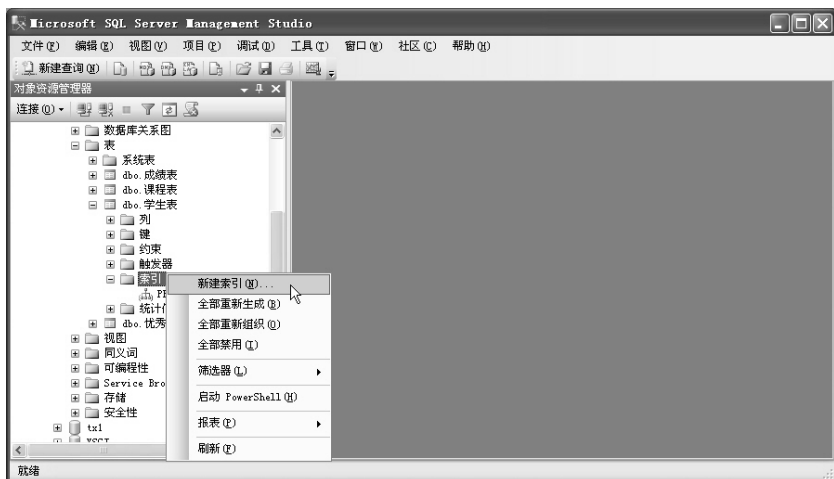 Microsoft SQL Server Management Studio
文件(F) 编辑(E) 视图(V) 项目(P) 调试(D) 工具(T) 窗口(W) 社区(C) 帮助(H)
新建查询(N)
对象资源管理器
连接(O)
数据库关系图
表
系统表
dbo.成绩表
dbo.课程表
dbo.学生表
列
键
约束
触发器
索引
新建索引(N)...
全部重新生成(R)
统计
全部重新组织(O)
dbo.优秀
视图
全部禁用(I)
同义词
可编程性
筛选器(L)
Service Bro
存储
启动 PowerShell(H)
安全性
报表(P)
tx1
刷新(F)
就绪